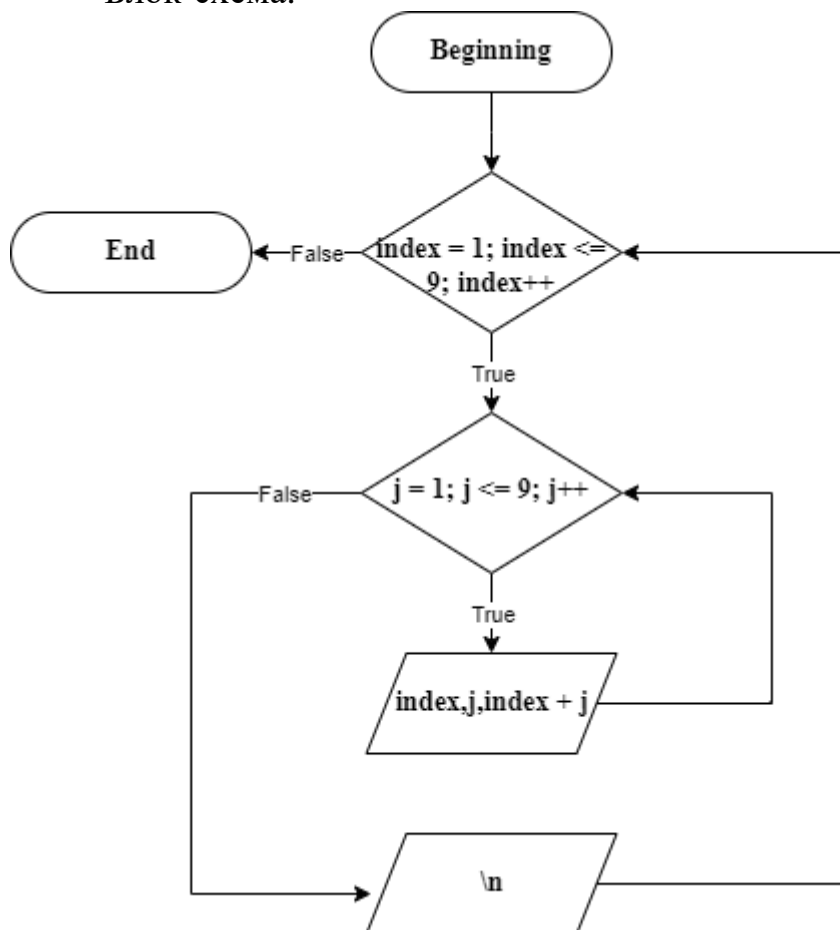 Блок-схема:
Beginning
End
False
index = 1; index <=
9; index++
True
False
j = 1; j <= 9; j++
True
index,j,index + j
\n